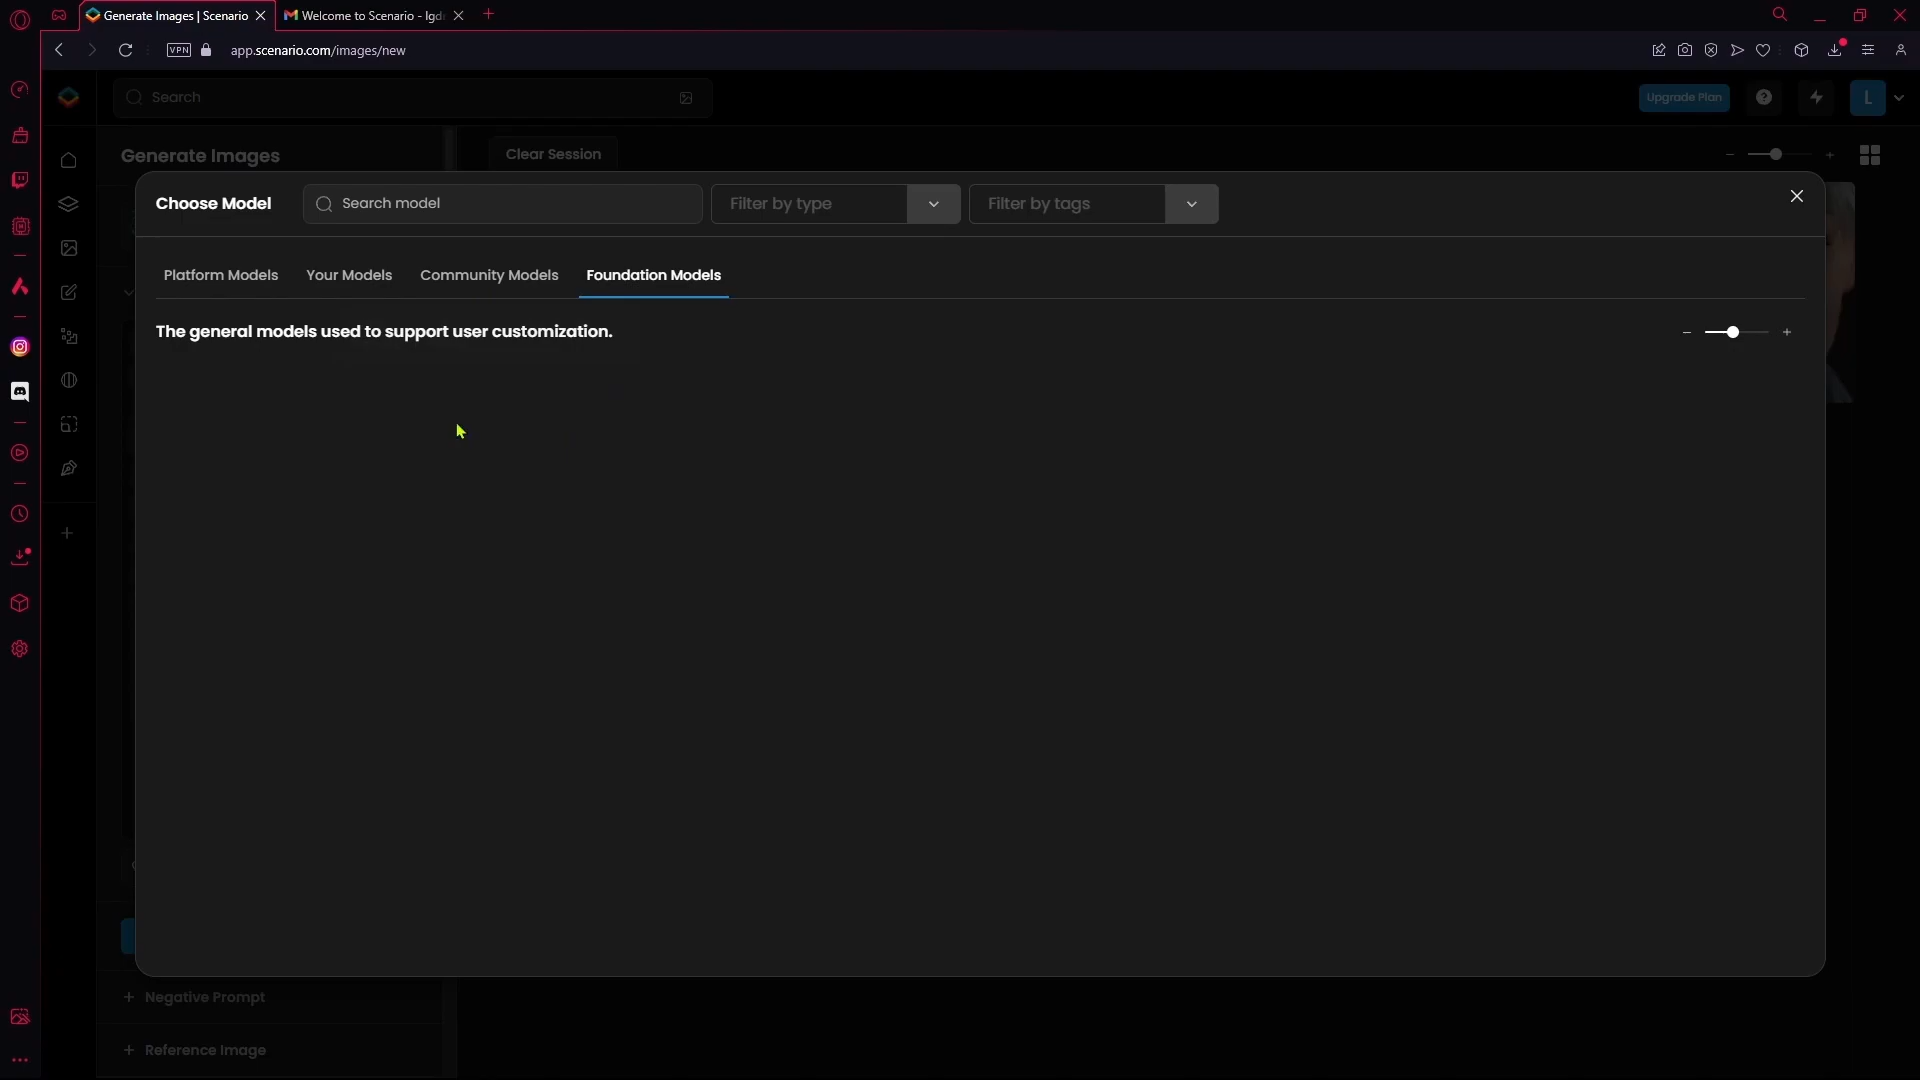 Generate Images | Scenario
Welcome to Scenario - lgd
VPN
app.scenario.com/images/new
Search
Upgrade Plan
L
Generate Images
Clear Session
Choose Model
Search model
Filter by type
Filter by tags
Platform Models
Your Models
Community Models
Foundation Models
The general models used to support user customization.
Negative Prompt
Reference Image